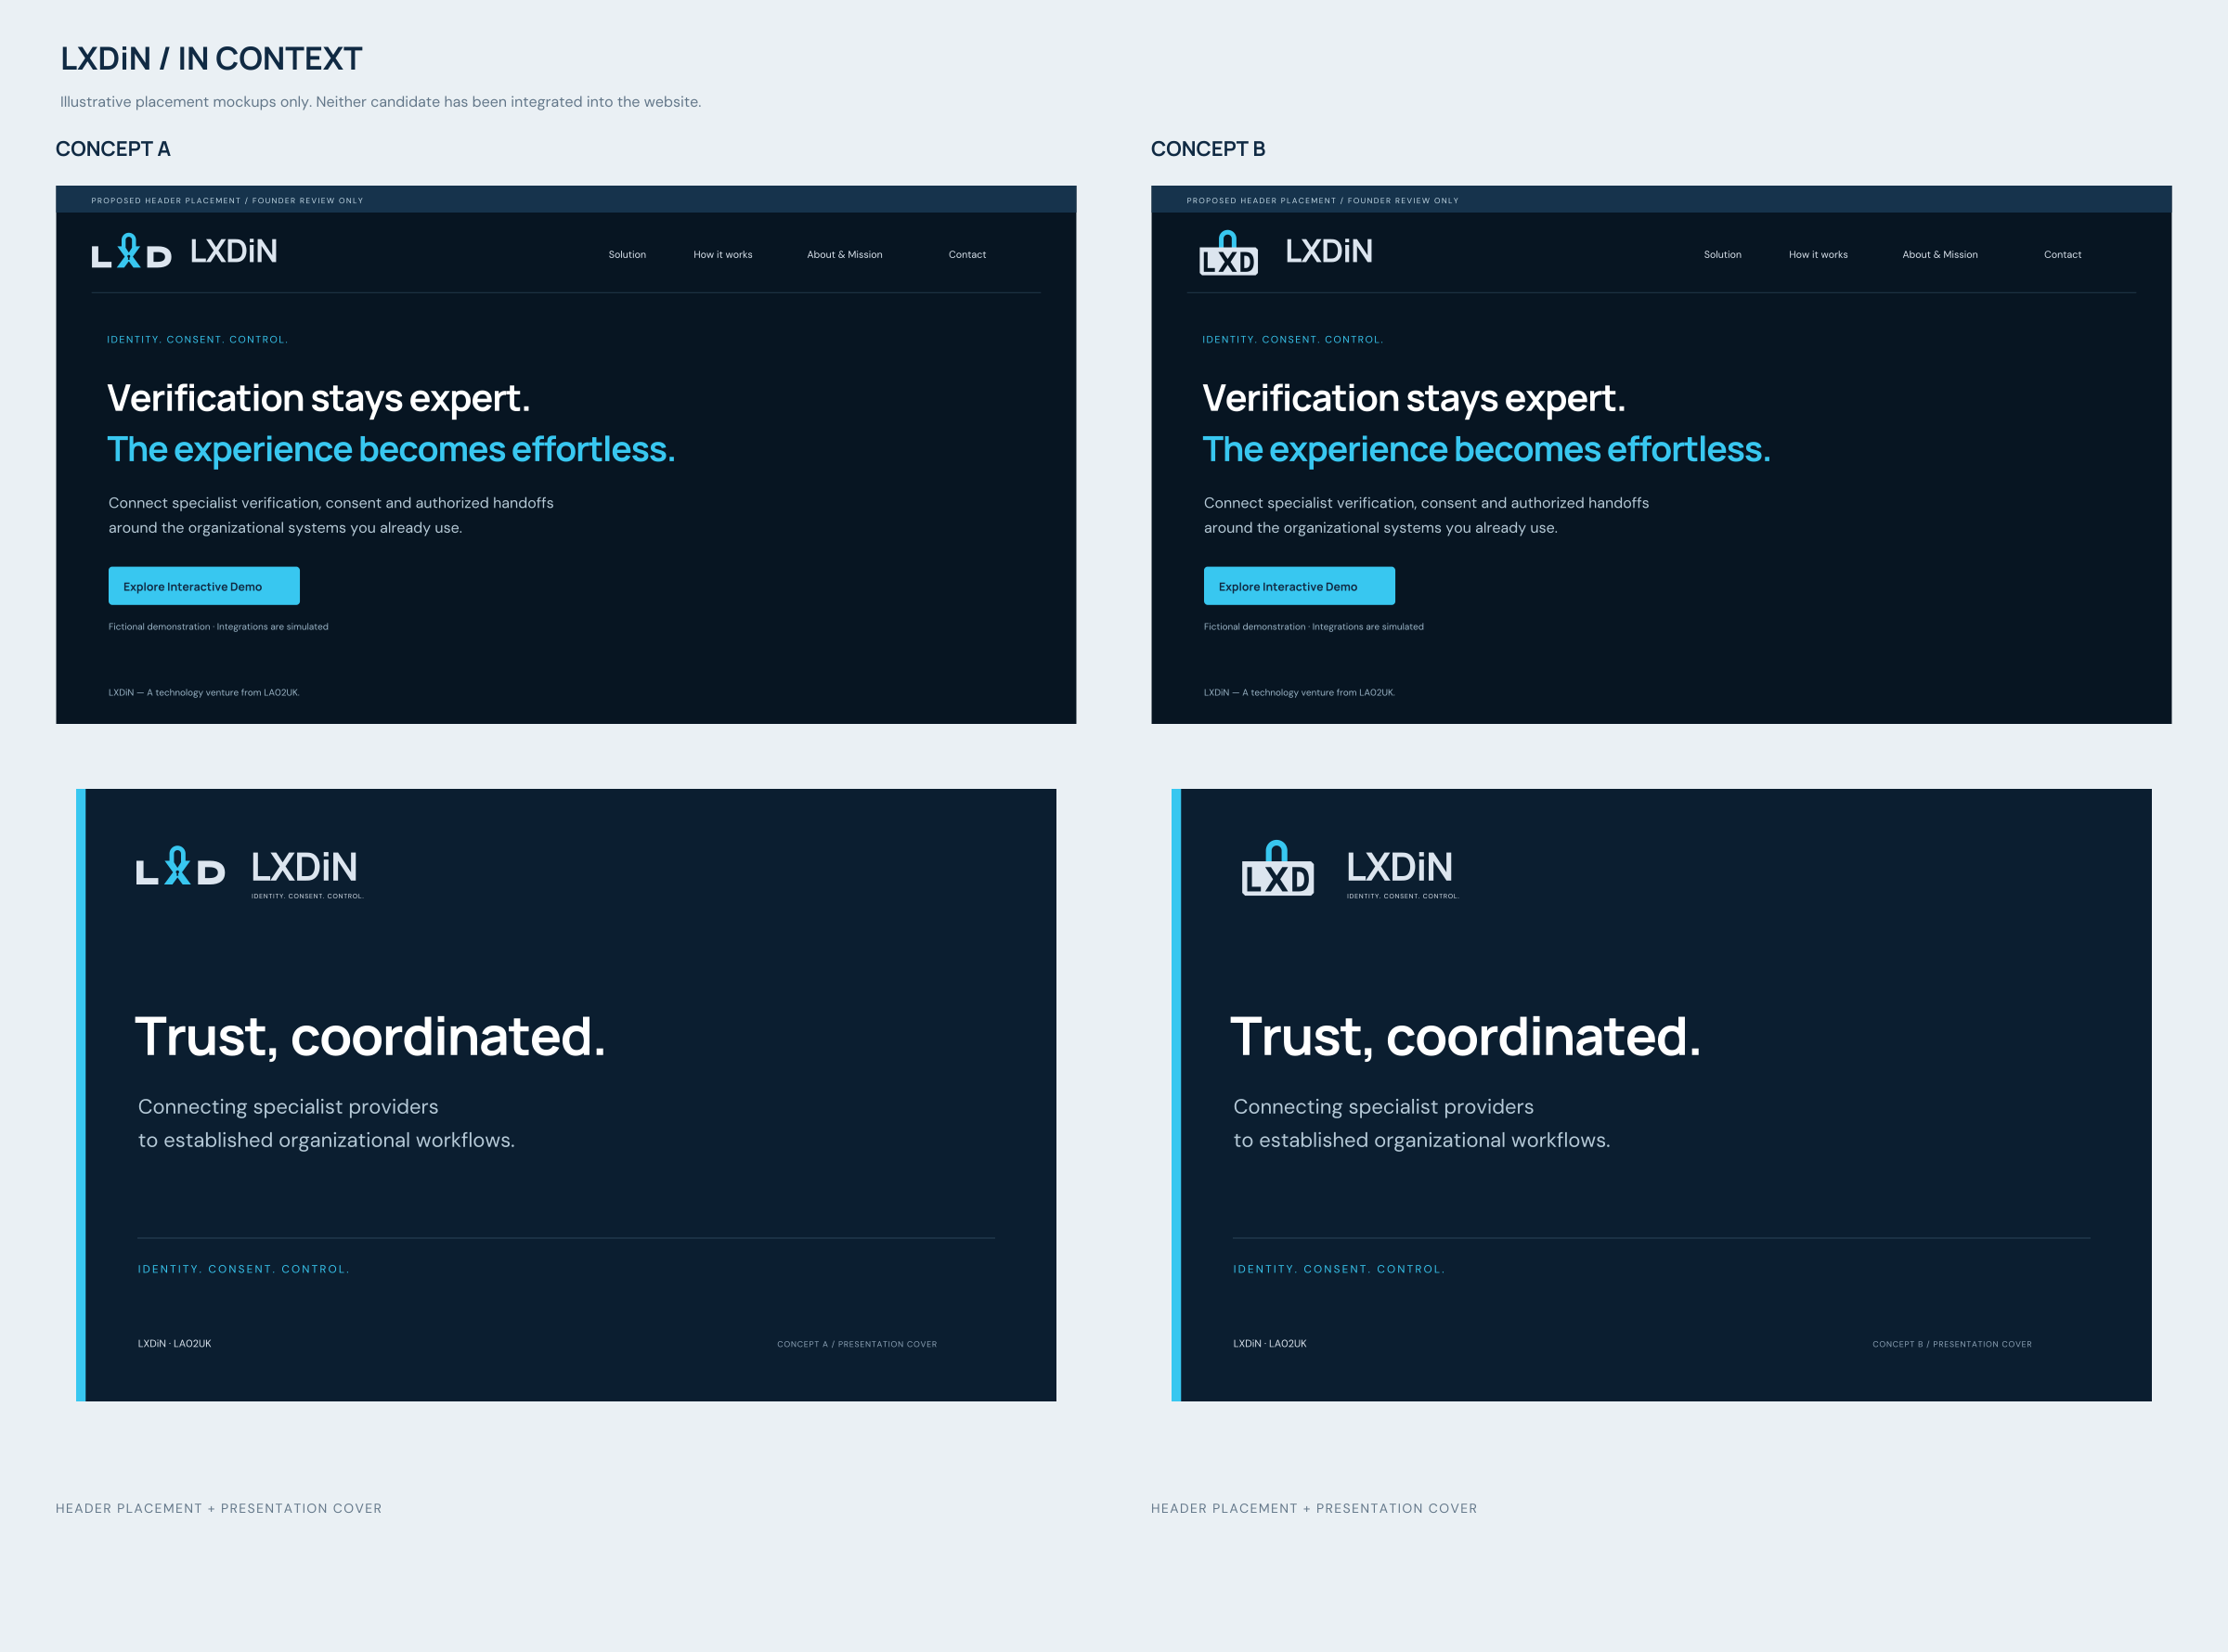 LXDiN / IN CONTEXT
Illustrative placement mockups only. Neither candidate has been integrated into the website.
CONCEPT A
PROPOSED HEADER PLACEMENT / FOUNDER REVIEW ONLY
LXD LXDiN Solution How it works About & Mission Contact
IDENTITY. CONSENT. CONTROL.
Verification stays expert.
The experience becomes effortless.
Connect specialist verification, consent and authorized handoffs
around the organizational systems you already use.
Explore Interactive Demo
Fictional demonstration · Integrations are simulated
LXDiN — A technology venture from LAO2UK.
LXD LXDiN
IDENTITY. CONSENT. CONTROL.
Trust, coordinated.
Connecting specialist providers
to established organizational workflows.
IDENTITY. CONSENT. CONTROL.
LXDiN · LAO2UK CONCEPT A / PRESENTATION COVER
HEADER PLACEMENT + PRESENTATION COVER
CONCEPT B
PROPOSED HEADER PLACEMENT / FOUNDER REVIEW ONLY
LXD LXDiN Solution How it works About & Mission Contact
IDENTITY. CONSENT. CONTROL.
Verification stays expert.
The experience becomes effortless.
Connect specialist verification, consent and authorized handoffs
around the organizational systems you already use.
Explore Interactive Demo
Fictional demonstration · Integrations are simulated
LXDiN — A technology venture from LAO2UK.
LXD LXDiN
IDENTITY. CONSENT. CONTROL.
Trust, coordinated.
Connecting specialist providers
to established organizational workflows.
IDENTITY. CONSENT. CONTROL.
LXDiN · LAO2UK CONCEPT B / PRESENTATION COVER
HEADER PLACEMENT + PRESENTATION COVER